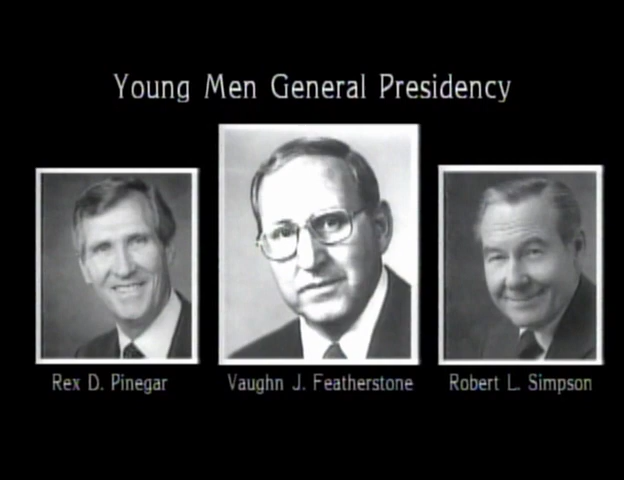 Young Men General Presidency
Rex D. Pinegar
Vaughn J. Featherstone
Robert L. Simpson